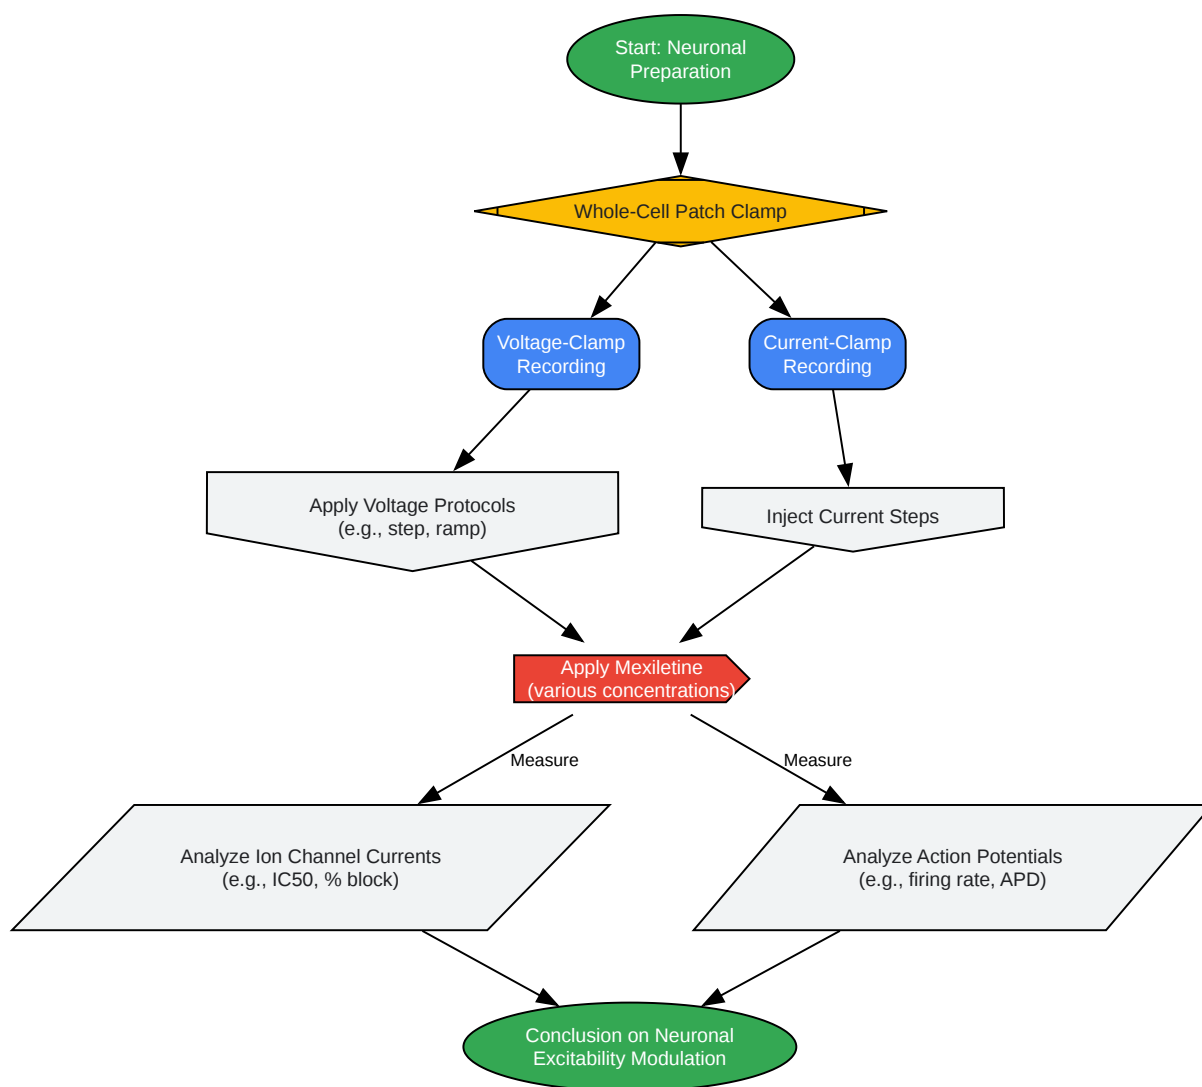 Start: Neuronal
Preparation
Whole-Cell Patch Clamp
Voltage-Clamp
Recording
Current-Clamp
Recording
Apply Voltage Protocols
(e.g., step, ramp)
Inject Current Steps
Apply Mexiletine
(various concentrations)
Measure
Measure
Analyze Ion Channel Currents
(e.g., IC50, % block)
Analyze Action Potentials
(e.g., firing rate, APD)
Conclusion on Neuronal
Excitability Modulation